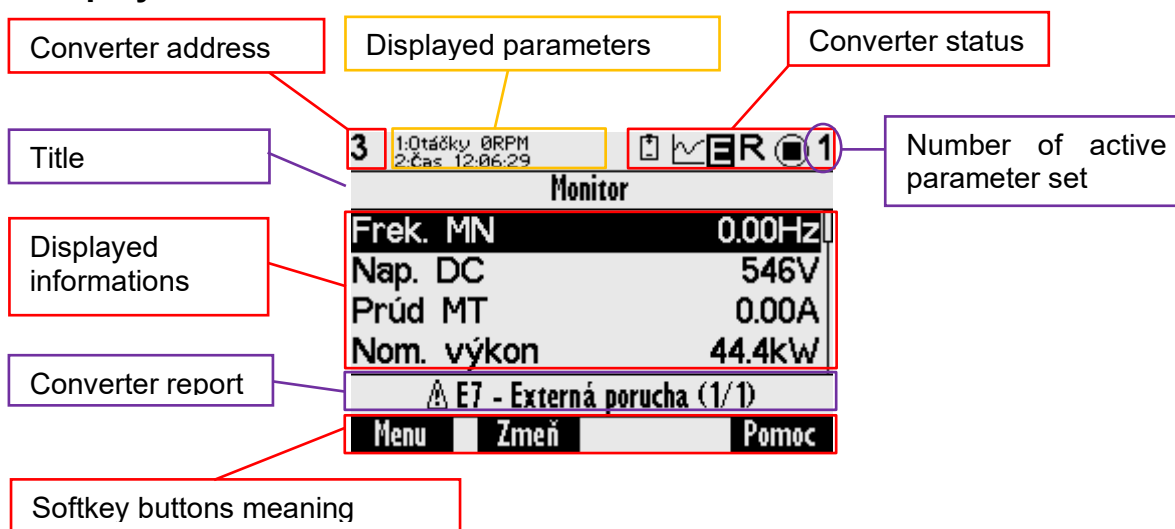 Converter address
Displayed parameters
Converter status
Title
3
1:Otáčky 0RPM
2:Čas 12:06:29
E R 1
Number of active
parameter set
Monitor
Displayed
informations
Frek. MN 0.00Hz
Nap. DC 546V
Prúd MT 0.00A
Nom. výkon 44.4kW
Converter report
⚠ E7 - Externá porucha (1/1)
Menu Zmeň Pomoc
Softkey buttons meaning